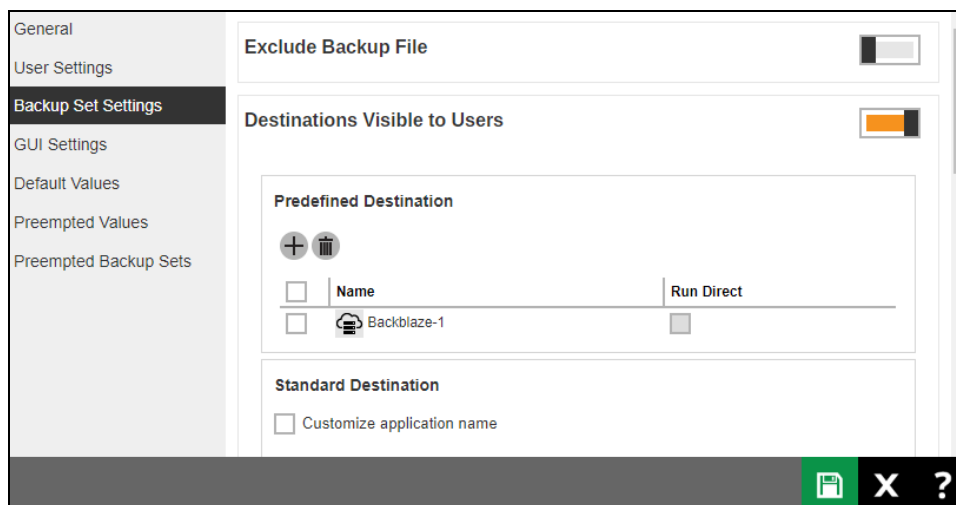 General
User Settings
Backup Set Settings
GUI Settings
Default Values
Preempted Values
Preempted Backup Sets
Exclude Backup File
Destinations Visible to Users
Predefined Destination
Name Run Direct
Backblaze-1
Standard Destination
Customize application name
X ?